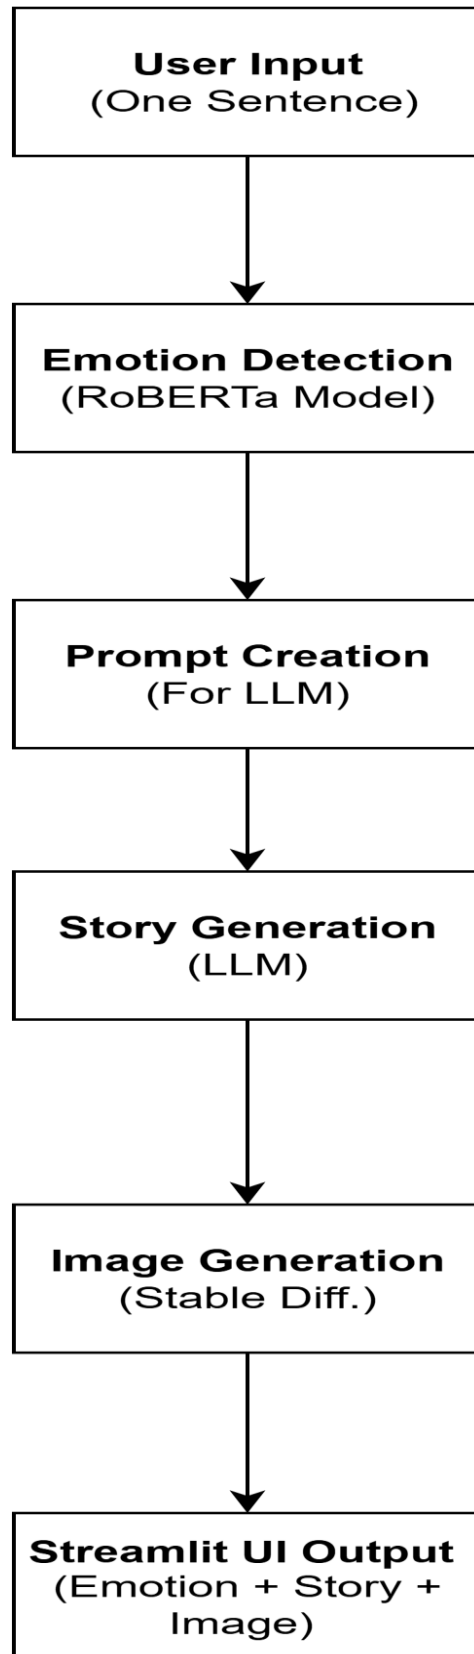 User Input
(One Sentence)
Emotion Detection
(RoBERTa Model)
Prompt Creation
(For LLM)
Story Generation
(LLM)
Image Generation
(Stable Diff.)
Streamlit UI Output
(Emotion + Story +
Image)